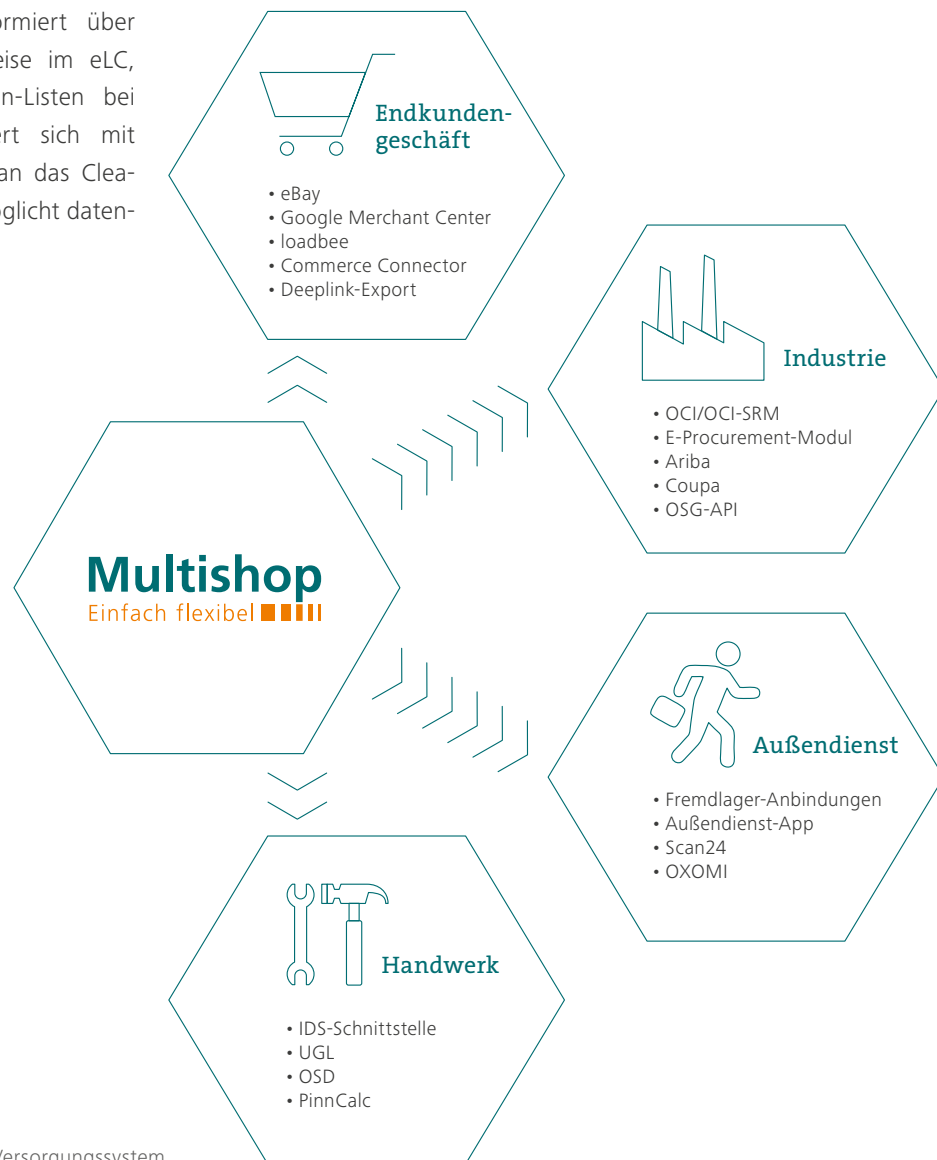 ormiert über
eise im eLC,
n-Listen bei
rt sich mit
an das Clea-
glicht daten-
Endkunden-
geschäft
• eBay
• Google Merchant Center
• loadbee
• Commerce Connector
• Deeplink-Export
Industrie
• OCI/OCI-SRM
• E-Procurement-Modul
• Ariba
• Coupa
• OSG-API
Multishop
Einfach flexibel
Außendienst
• Fremdlager-Anbindungen
• Außendienst-App
• Scan24
• OXOMI
Handwerk
• IDS-Schnittstelle
• UGL
• OSD
• PinnCalc
Versorgungssystem